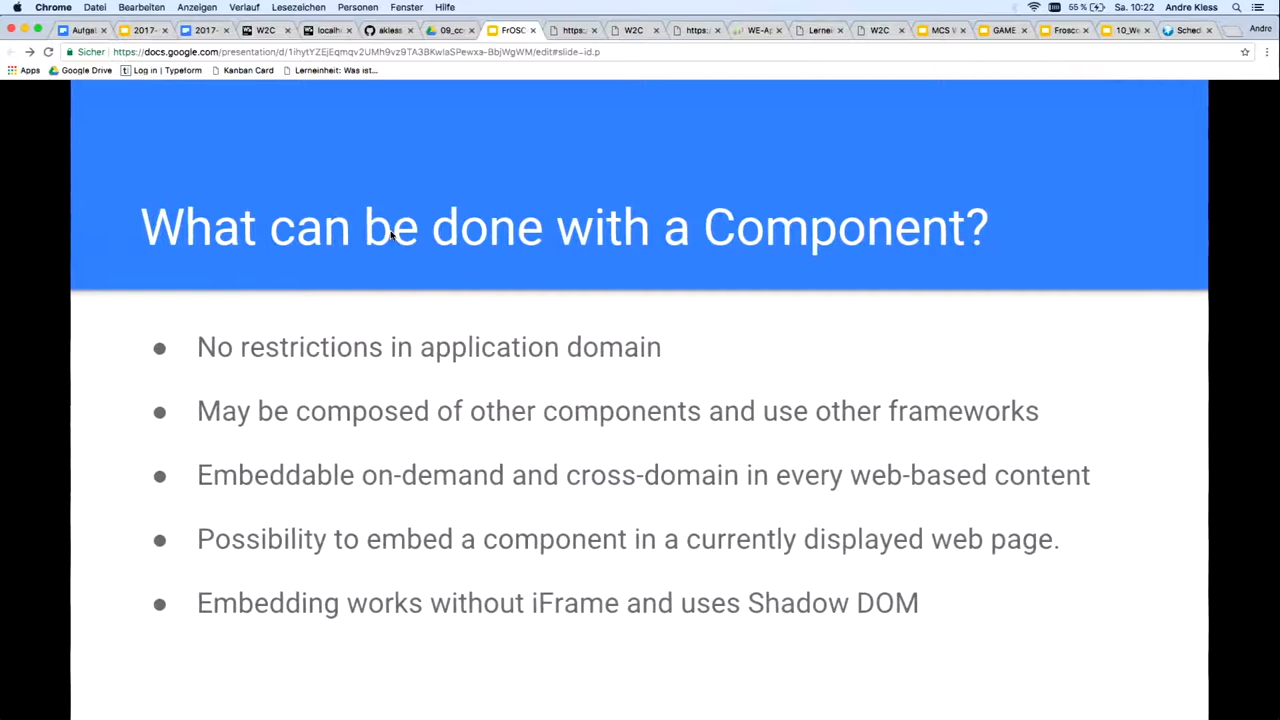 Chrome Datei Bearbeiten Anzeigen Verlauf Lesezeichen Personen Fenster Hilfe 55 % Sa. 10:22 Andre Kless
Aufgal 2017- 2017- W2C localh akless 09_cc FrOSC https: W2C https: WE-A Lernei W2C MCS GAME Frosc 10_We Sched Andre
Sicher https://docs.google.com/presentation/d/1ihytYZEjEqmqv2UMh9vz9TA3BKwlaSPewxa-BbjWgWM/edit#slide-id.p
Apps Google Drive Log in | Typeform Kanban Card Lerneinheit: Was ist...
What can be done with a Component?
● No restrictions in application domain
● May be composed of other components and use other frameworks
● Embeddable on-demand and cross-domain in every web-based content
● Possibility to embed a component in a currently displayed web page.
● Embedding works without iFrame and uses Shadow DOM